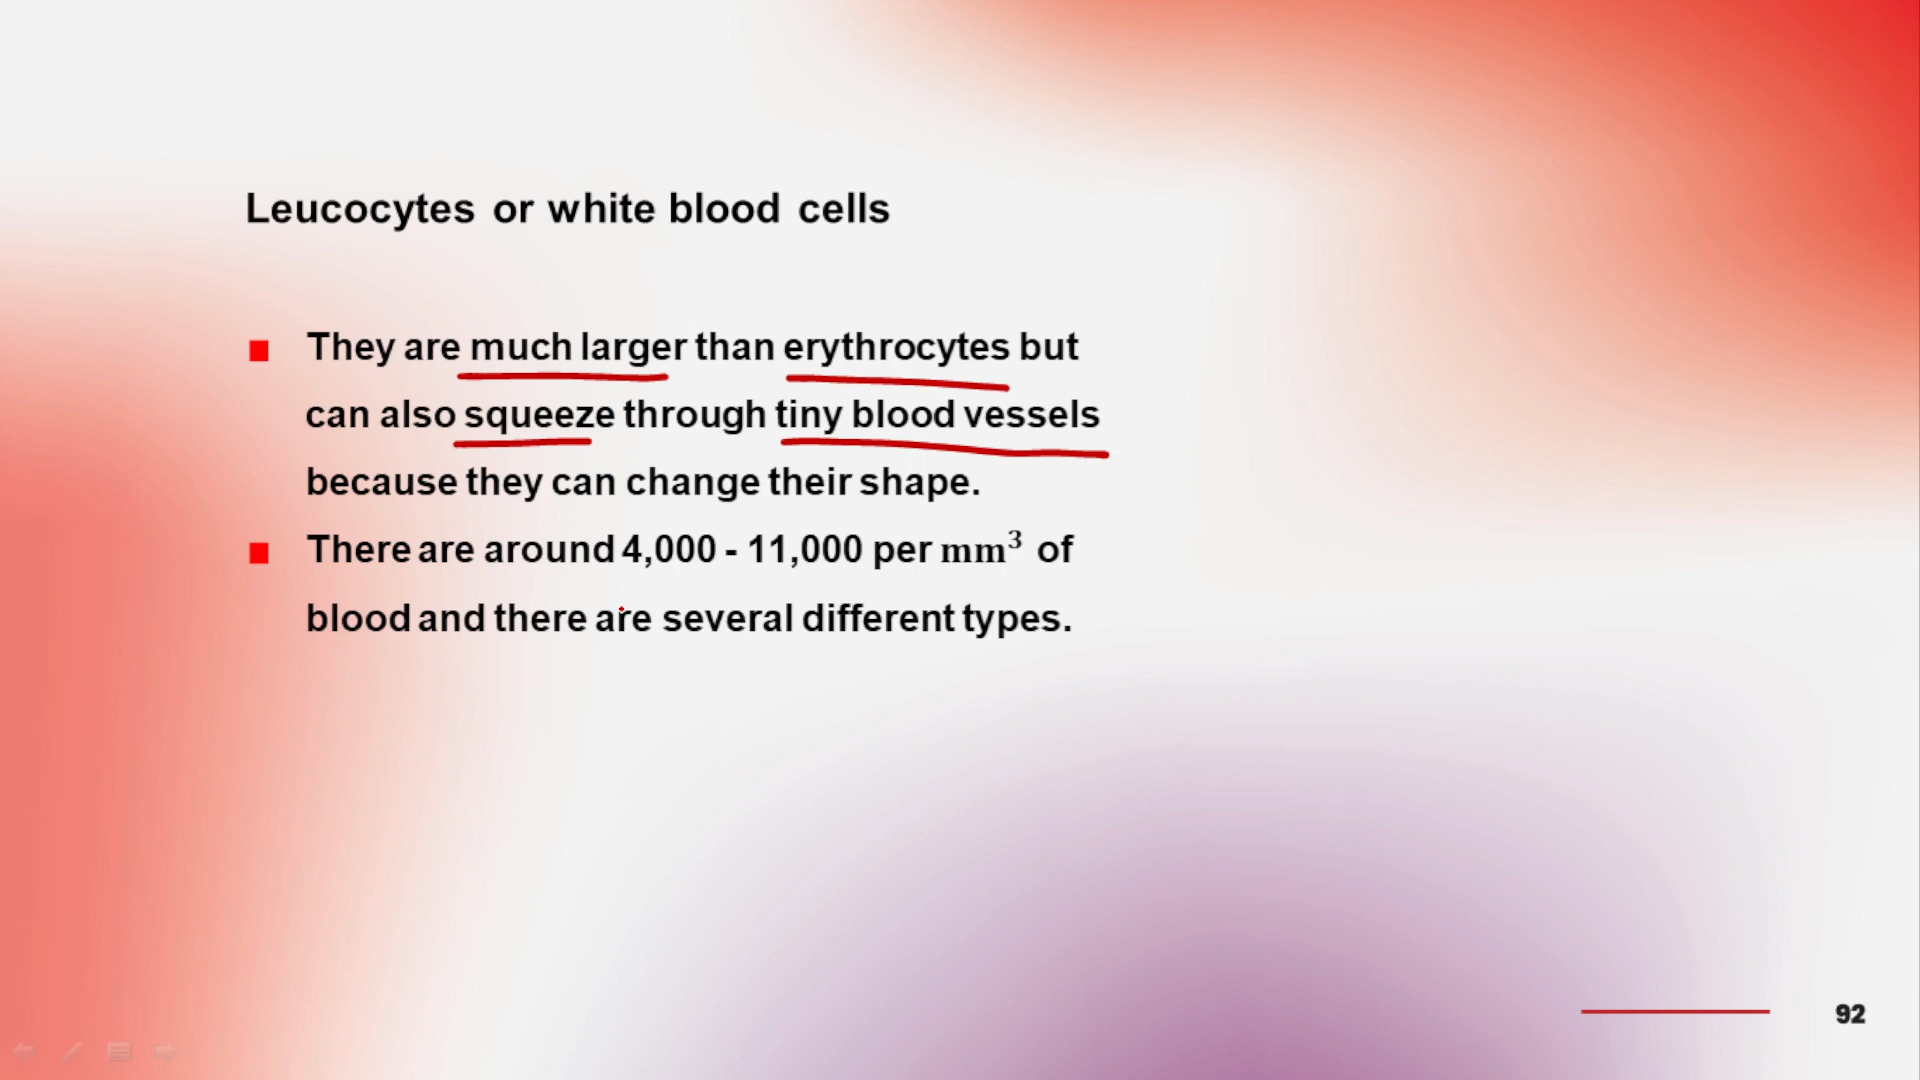 Leucocytes or white blood cells
They are much larger than erythrocytes but
can also squeeze through tiny blood vessels
because they can change their shape.
There are around 4,000 - 11,000 per mm³ of
blood and there are several different types.
92